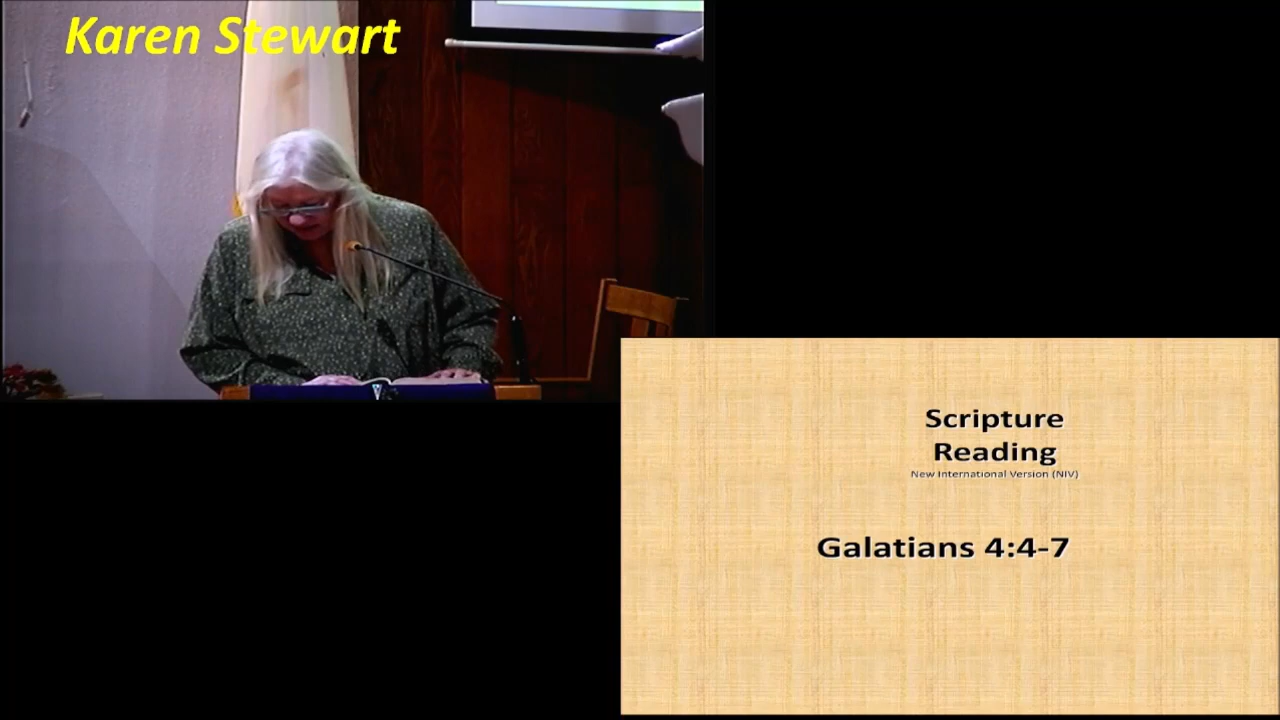 Karen Stewart
Scripture
Reading
New International Version (NIV)
Galatians 4:4-7